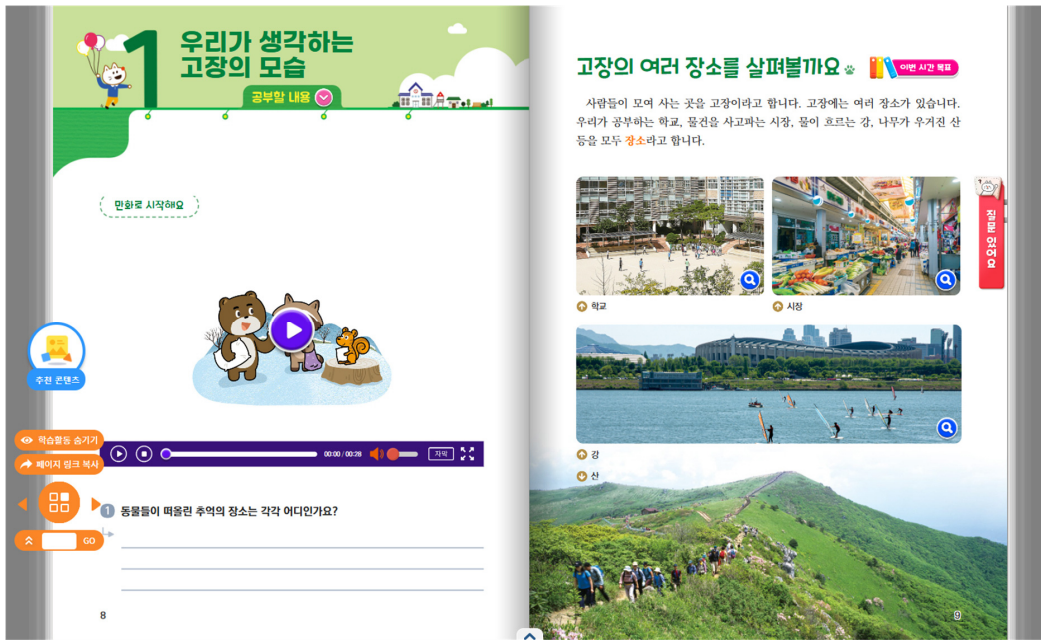 1
우리가 생각하는
고장의 모습
공부할 내용
만화로 시작해요
추천 콘텐츠
학습활동 숨기기
페이지 링크 복사
GO
00:00 / 00:28
자막
1 동물들이 떠올린 추억의 장소는 각각 어디인가요?
8
고장의 여러 장소를 살펴볼까요
이번 시간 목표
사람들이 모여 사는 곳을 고장이라고 합니다. 고장에는 여러 장소가 있습니다.
우리가 공부하는 학교, 물건을 사고파는 시장, 물이 흐르는 강, 나무가 우거진 산
등을 모두 장소라고 합니다.
질문 있어요
학교
시장
강
산
9